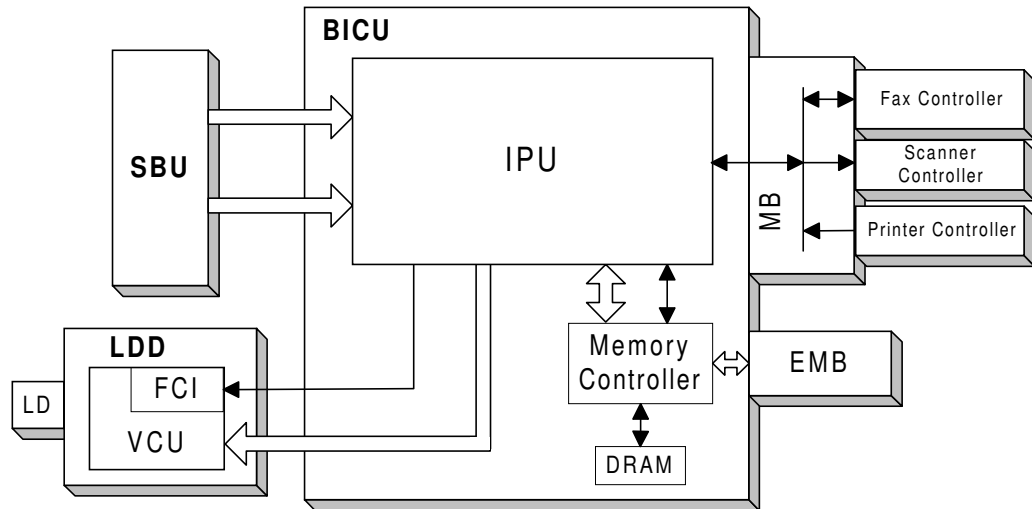 BICU
SBU
IPU
MB
Fax Controller
Scanner
Controller
Printer Controller
LDD
FCI
VCU
LD
Memory
Controller
EMB
DRAM